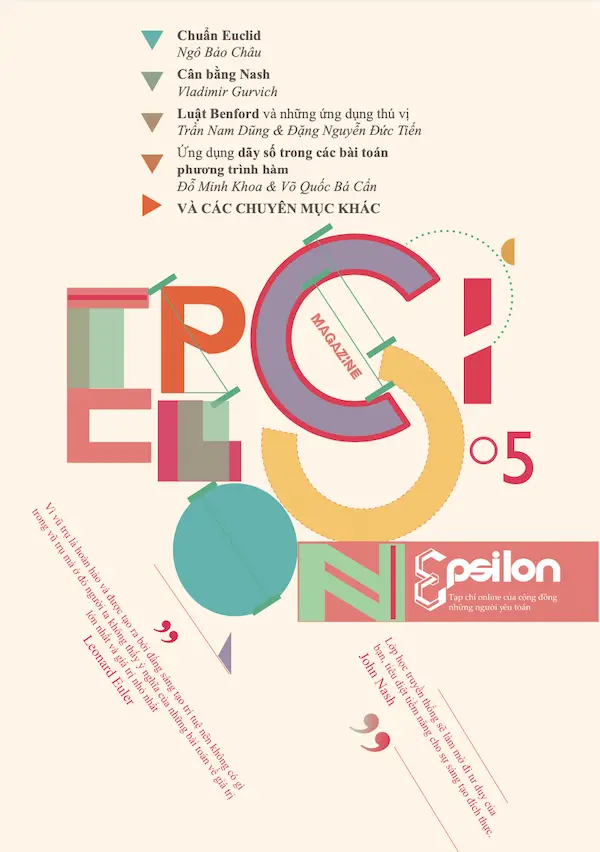 Chuẩn Euclid
Ngô Bảo Châu
Cân bằng Nash
Vladimir Gurvich
Luật Benford và những ứng dụng thú vị
Trần Nam Dũng & Đặng Nguyễn Đức Tiến
Ứng dụng dãy số trong các bài toán
phương trình hàm
Đỗ Minh Khoa & Võ Quốc Bá Cẩn
VÀ CÁC CHUYÊN MỤC KHÁC
EPSILON
MAGAZINE
05
Epsilon
Tạp chí online của cộng đồng
những người yêu toán
Vì vũ trụ là hoàn hảo và được tạo ra bởi đấng sáng tạo trí tuệ nên không có gì
trong vũ trụ mà ở đó người ta không thấy ý nghĩa của những bài toán về giá trị
lớn nhất và giá trị nhỏ nhất
Leonard Euler
Lớp học truyền thống sẽ làm mờ đi tư duy của
bạn, tiêu diệt tiềm năng cho sự sáng tạo đích thực.
John Nash